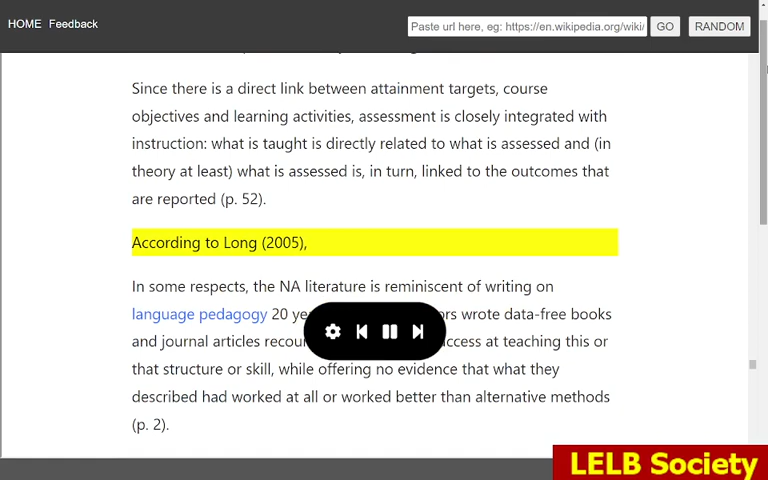 HOME Feedback
Paste url here, eg: https://en.wikipedia.org/wiki/
GO
RANDOM
Since there is a direct link between attainment targets, course
objectives and learning activities, assessment is closely integrated with
instruction: what is taught is directly related to what is assessed and (in
theory at least) what is assessed is, in turn, linked to the outcomes that
are reported (p. 52).
According to Long (2005),
In some respects, the NA literature is reminiscent of writing on
language pedagogy 20 wrote data-free books
and journal articles at teaching this or
that structure or skill, while offering no evidence that what they
described had worked at all or worked better than alternative methods
(p. 2).
LELB Society